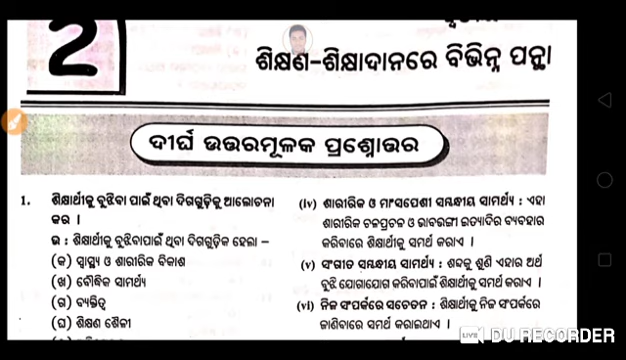 2
ଶିକ୍ଷଣ-ଶିକ୍ଷାଦାନରେ ବିଭିନ୍ନ ପନ୍ଥା
ଦୀର୍ଘ ଉତ୍ତରମୂଳକ ପ୍ରଶ୍ନୋତ୍ତର
1. ଶିକ୍ଷାର୍ଥୀକୁ ବୁଝିବା ପାଇଁ ଥିବା ଦିଗଗୁଡ଼ିକୁ ଆଲୋଚନା
କର ।
ଉ : ଶିକ୍ଷାର୍ଥୀକୁ ବୁଝିବାପାଇଁ ଥିବା ଦିଗଗୁଡ଼ିକ ହେଲା –
(କ) ସ୍ୱାସ୍ଥ୍ୟ ଓ ଶାରୀରିକ ବିକାଶ
(ଖ) ବୌଦ୍ଧିକ ସାମର୍ଥ୍ୟ
(ଗ) ବ୍ୟକ୍ତିତ୍ୱ
(ଘ) ଶିକ୍ଷଣ ଶୈଳୀ
(iv) ଶାରୀରିକ ଓ ମାଂସପେଶୀ ସମ୍ବନ୍ଧୀୟ ସାମର୍ଥ୍ୟ : ଏହା
ଶାରୀରିକ ଚଳପ୍ରଚଳ ଓ ଭାବଭଙ୍ଗୀ ଇତ୍ୟାଦିର ବ୍ୟବହାର
କରିବାରେ ଶିକ୍ଷାର୍ଥୀକୁ ସମର୍ଥ କରାଏ ।
(v) ସଂଗୀତ ସମ୍ବନ୍ଧୀୟ ସାମର୍ଥ୍ୟ : ଶବ୍ଦକୁ ଶୁଣି ଏହାର ଅର୍ଥ
ବୁଝି ଯୋଗାଯୋଗ କରିବାପାଇଁ ଶିକ୍ଷାର୍ଥୀକୁ ସମର୍ଥ କରାଏ ।
(vi) ନିଜ ସଂପର୍କରେ ସଚେତନ : ଶିକ୍ଷାର୍ଥୀକୁ ନିଜ ସଂପର୍କରେ
ଜାଣିବାରେ ସମର୍ଥ କରାଇଥାଏ ।
LIVE DU RECORDER